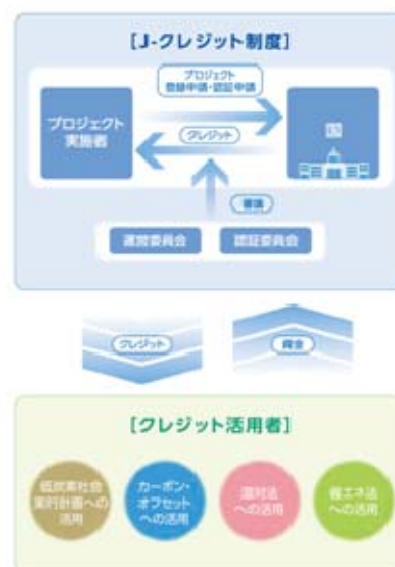 [J-クレジット制度]
プロジェクト
登録申請・認証申請
プロジェクト
実施者
クレジット
国
審議
運営委員会
認証委員会
クレジット
資金
[クレジット活用者]
低炭素社会
実行計画への
活用
カーボン・
オフセット
への活用
温対法
への活用
省エネ法
への活用